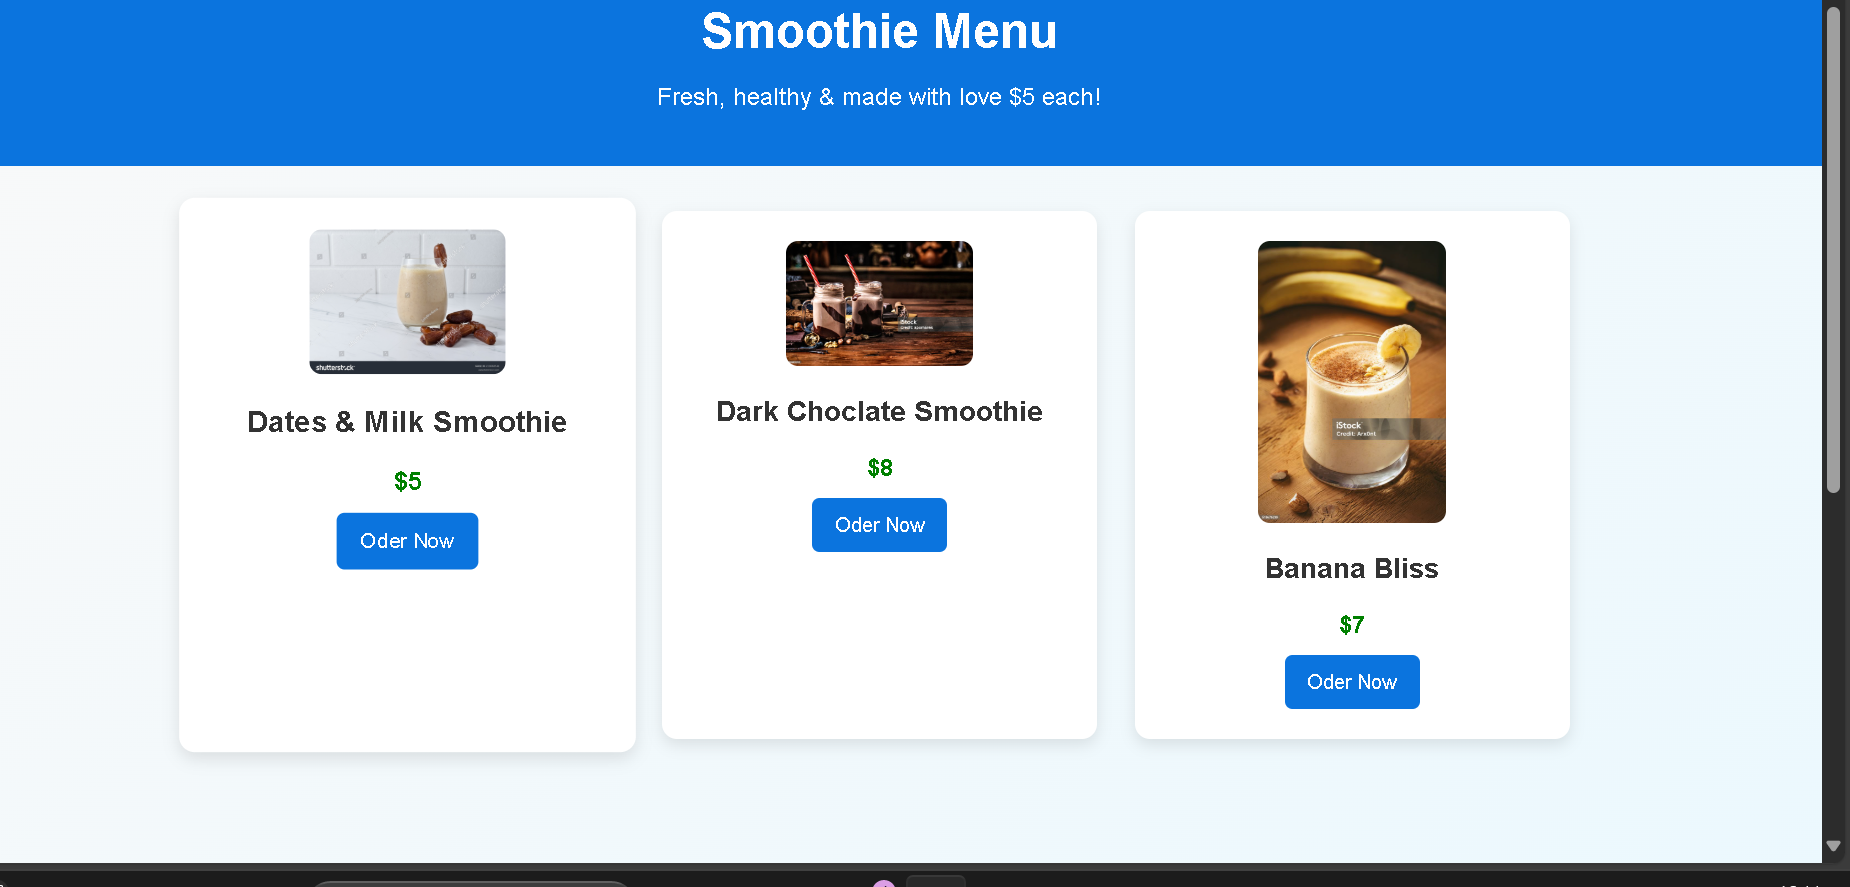 Smoothie Menu
Fresh, healthy & made with love $5 each!
shutterstock
Dates & Milk Smoothie
$5
Oder Now
iStock
Dark Choclate Smoothie
$8
Oder Now
iStock
Banana Bliss
$7
Oder Now